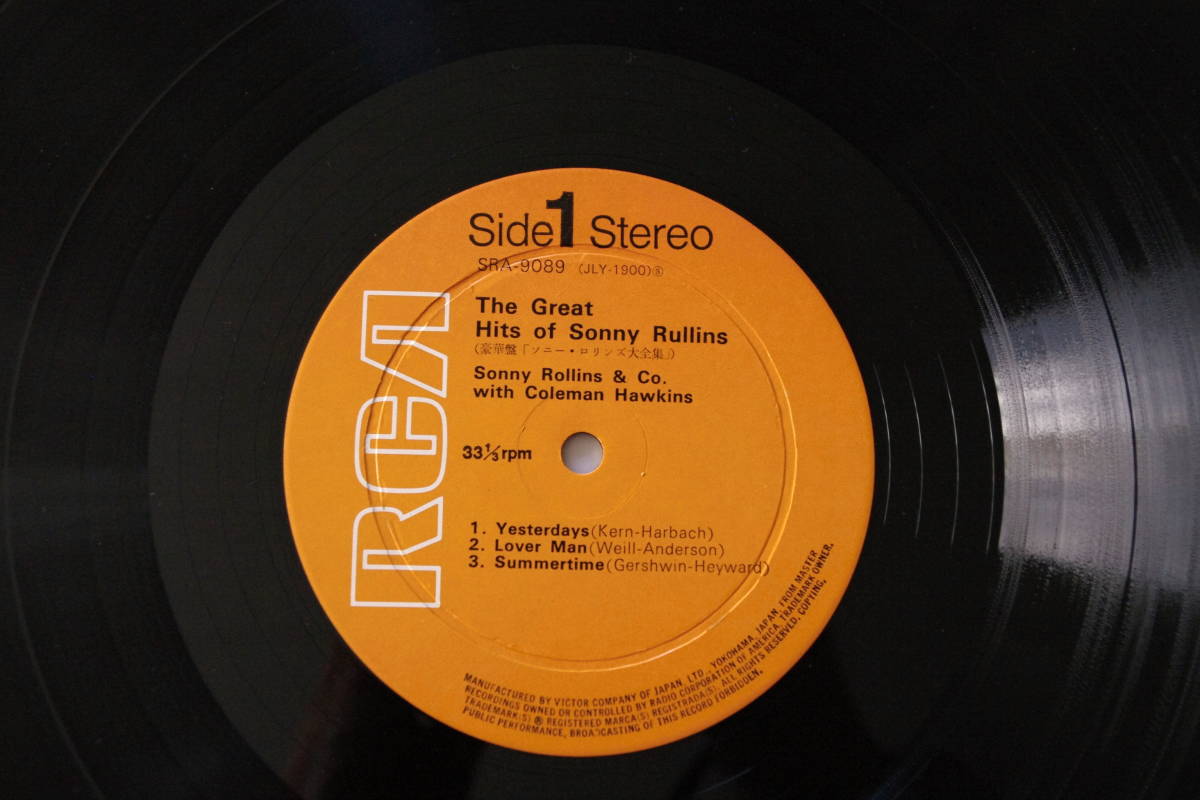 Side 1 Stereo
SRA-9089 (JLY-1900)Ⓢ
The Great
Hits of Sonny Rullins
(豪華盤「ソニー・ロリンズ大全集」)
Sonny Rollins & Co.
with Coleman Hawkins
33 1/3 rpm
1. Yesterdays (Kern-Harbach)
2. Lover Man (Weill-Anderson)
3. Summertime (Gershwin-Heyward)
RCA
MANUFACTURED BY VICTOR COMPANY OF JAPAN, LTD., YOKOHAMA, JAPAN, FROM MASTER
RECORDINGS OWNED OR CONTROLLED BY RADIO CORPORATION OF AMERICA, TRADEMARK OWNER.
TRADEMARK(S) ® REGISTERED MARCA(S) REGISTRADA(S). ALL RIGHTS RESERVED. COPYING,
PUBLIC PERFORMANCE, BROADCASTING OF THIS RECORD FORBIDDEN.